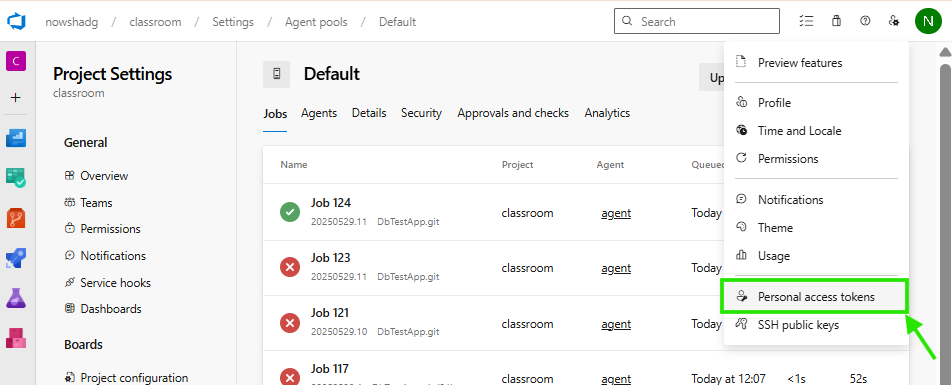 nowshadg / classroom / Settings / Agent pools / Default
Search
N
C
Project Settings
classroom
General
Overview
Teams
Permissions
Notifications
Service hooks
Dashboards
Boards
Project configuration
Default
Up
Jobs Agents Details Security Approvals and checks Analytics
Name Project Agent Queued
Job 124
20250529.11 DbTestApp.git
classroom agent Today
Job 123
20250529.11 DbTestApp.git
classroom agent Today
Job 121
20250529.10 DbTestApp.git
classroom agent Today
Job 117
classroom agent Today at 12:07 <1s 52s
Preview features
Profile
Time and Locale
Permissions
Notifications
Theme
Usage
Personal access tokens
SSH public keys